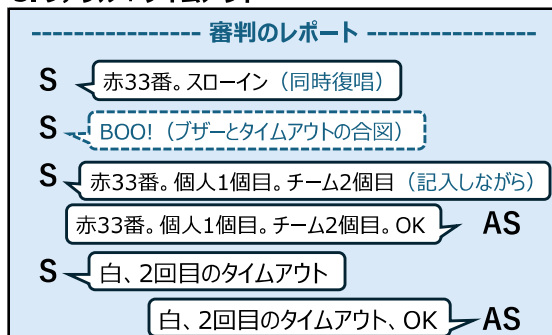 ---------------- 審判のレポート ----------------
S 赤33番。スローイン（同時復唱）
S BOO!（ブザーとタイムアウトの合図）
S 赤33番。個人1個目。チーム2個目（記入しながら）
赤33番。個人1個目。チーム2個目。OK AS
S 白、2回目のタイムアウト
白、2回目のタイムアウト、OK AS